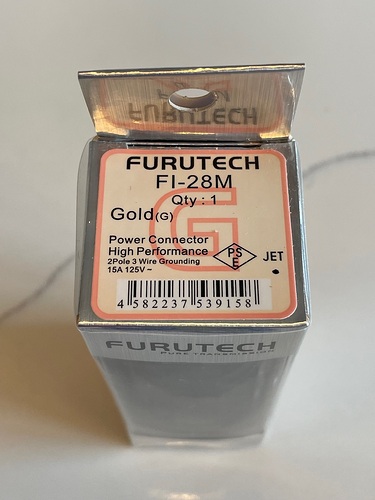 FURUTECH
FURUTECH
FI-28M
Qty : 1
Gold(G)
G
Power Connector
High Performance
2Pole 3 Wire Grounding
15A 125V~
PS
E
JET
4 582237 539158
FURUTECH
PURE TRANSMISSION